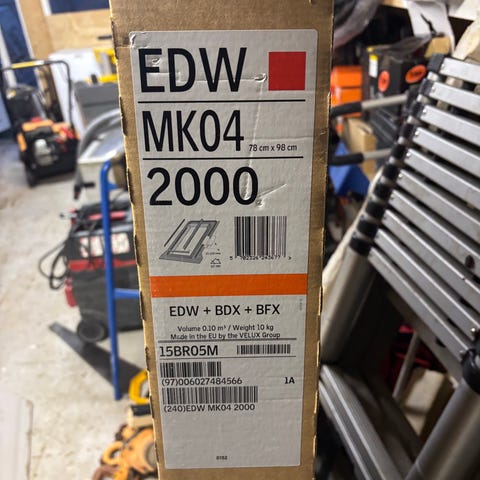 EDW
MK04 78 cm x 98 cm
2000
EDW + BDX + BFX
Volume 0.10 m³ / Weight 10 kg
Made in the EU by the VELUX Group
15BR05M
(97)006027484566 1A
(240)EDW MK04 2000